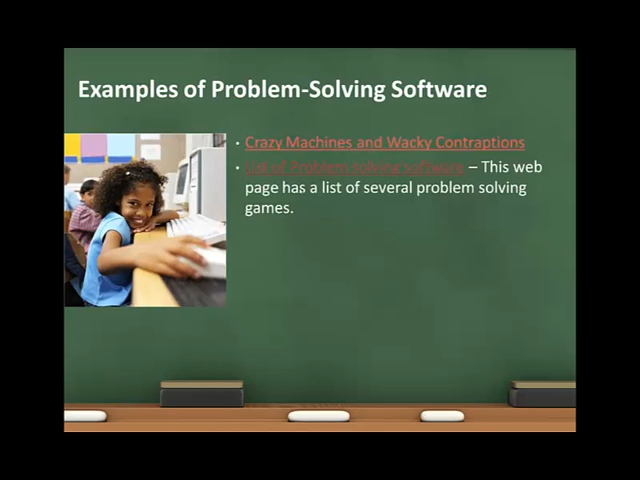 Examples of Problem-Solving Software
• Crazy Machines and Wacky Contraptions
• List of Problem solving software – This web
page has a list of several problem solving
games.